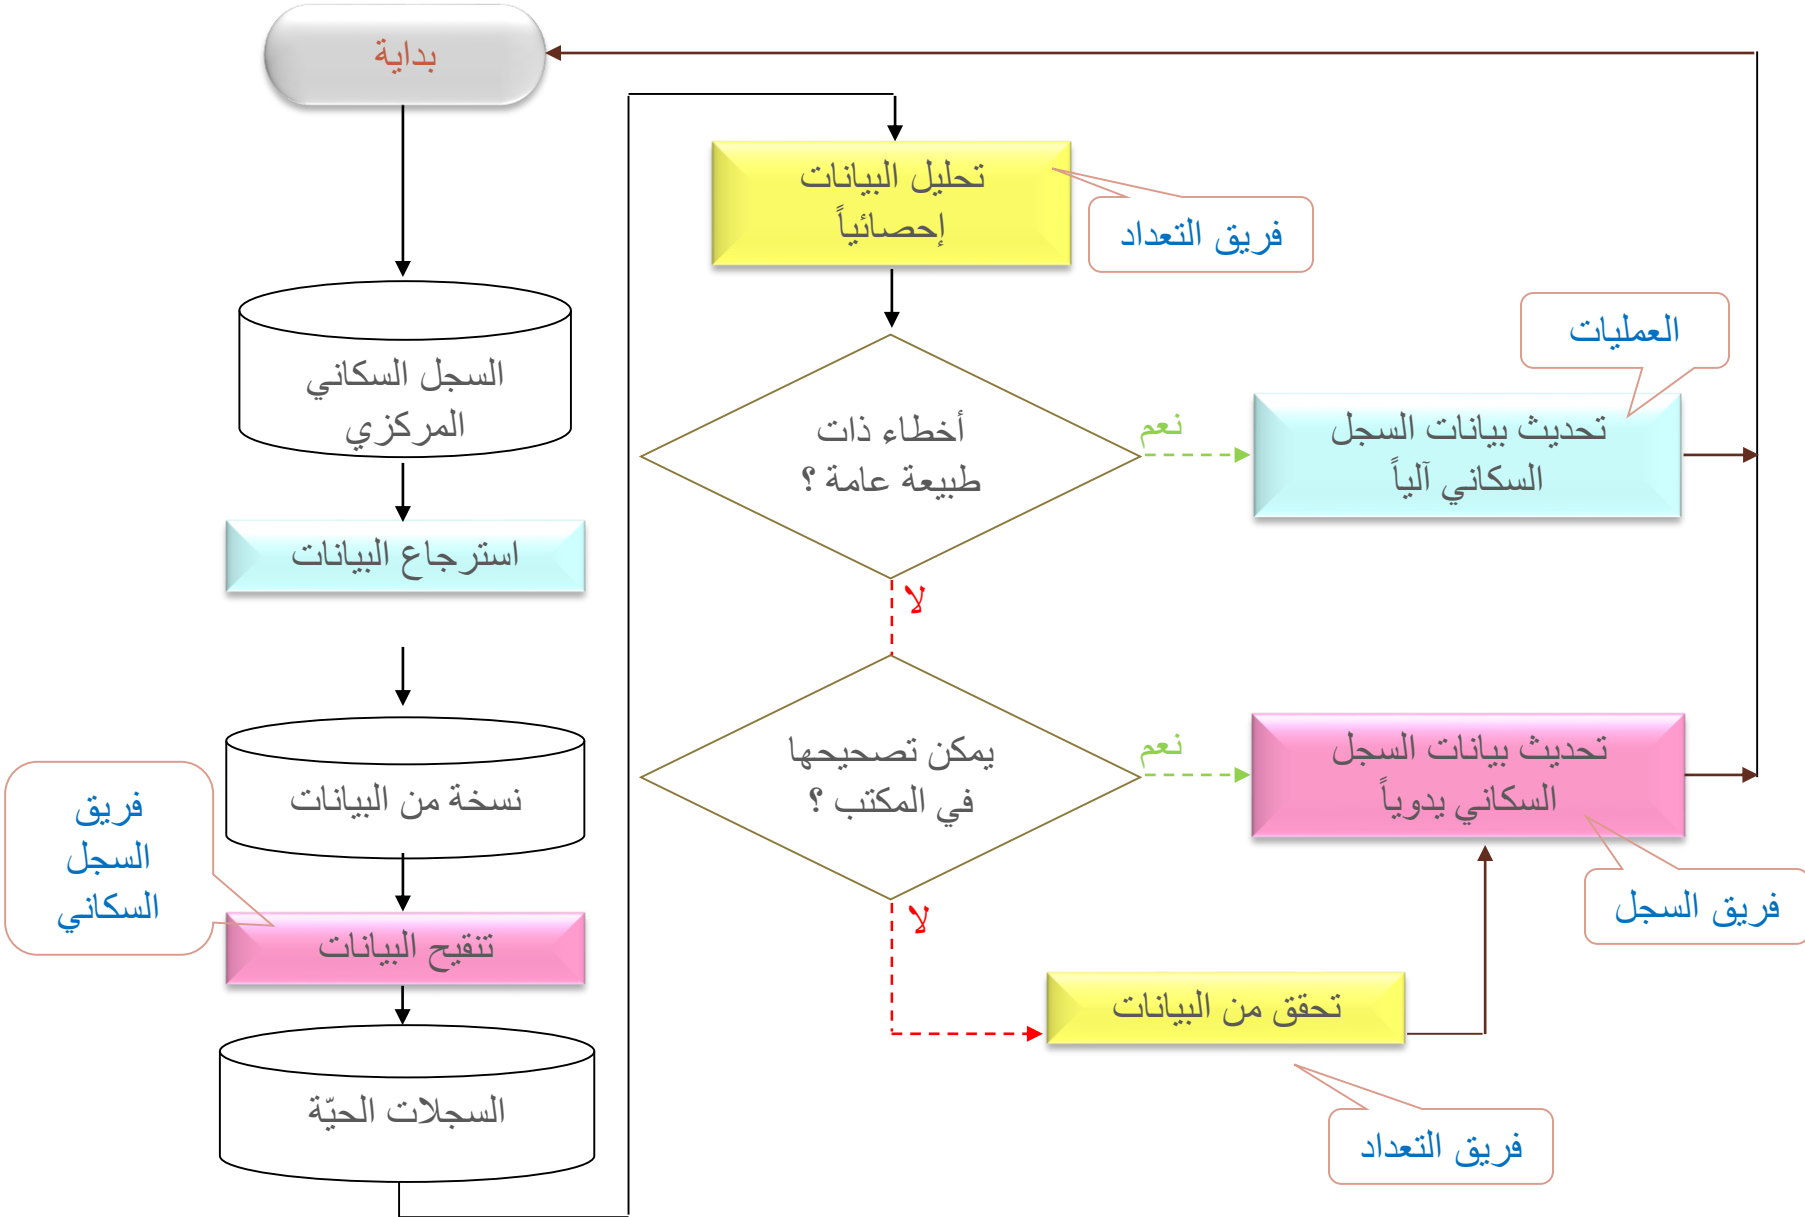 بداية
السجل السكاني
المركزي
استرجاع البيانات
نسخة من البيانات
فريق
السجل
السكاني
تنقيح البيانات
السجلات الحيّة
تحليل البيانات
إحصائياً
فريق التعداد
أخطاء ذات
طبيعة عامة ؟
نعم
العمليات
تحديث بيانات السجل
السكاني آلياً
لا
يمكن تصحيحها
في المكتب ؟
نعم
تحديث بيانات السجل
السكاني يدوياً
فريق السجل
لا
تحقق من البيانات
فريق التعداد